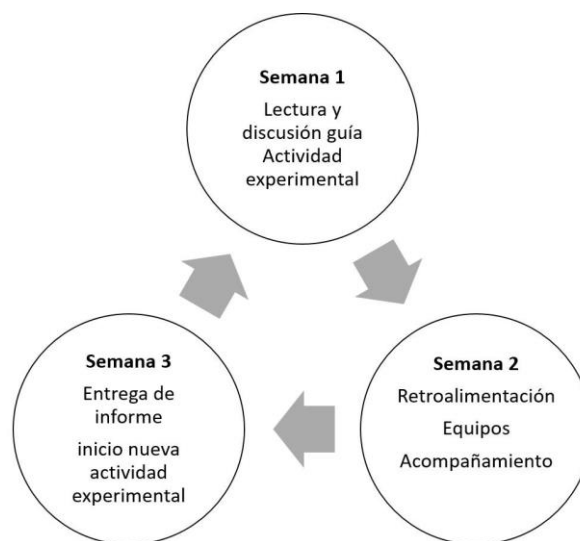 Semana 1
Lectura y
discusión guía
Actividad
experimental
Semana 2
Retroalimentación
Equipos
Acompañamiento
Semana 3
Entrega de
informe
inicio nueva
actividad
experimental